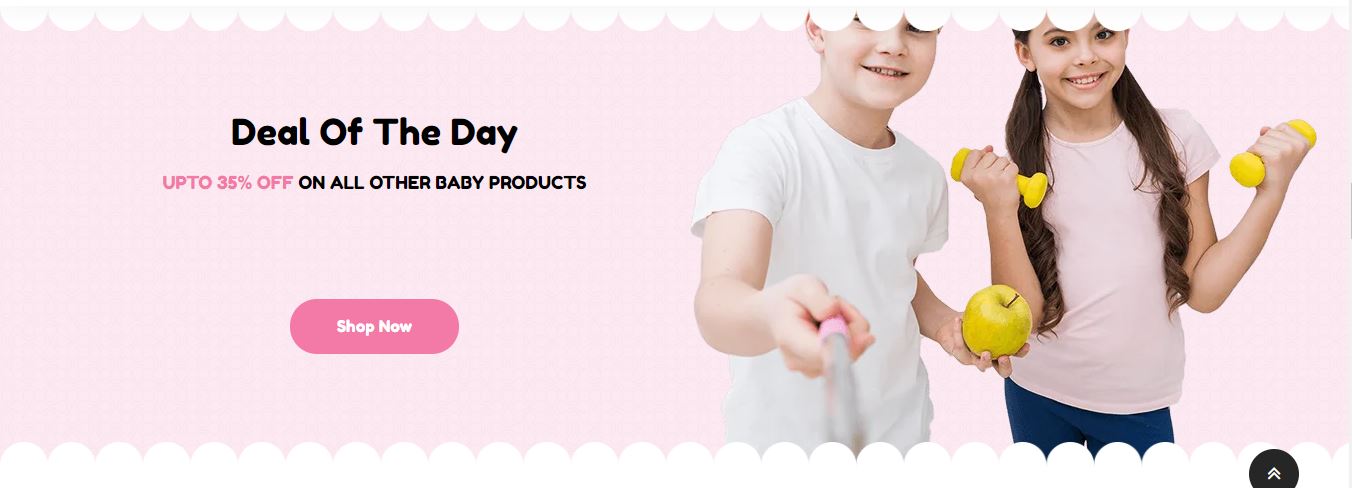 Deal Of The Day
UPTO 35% OFF ON ALL OTHER BABY PRODUCTS
Shop Now